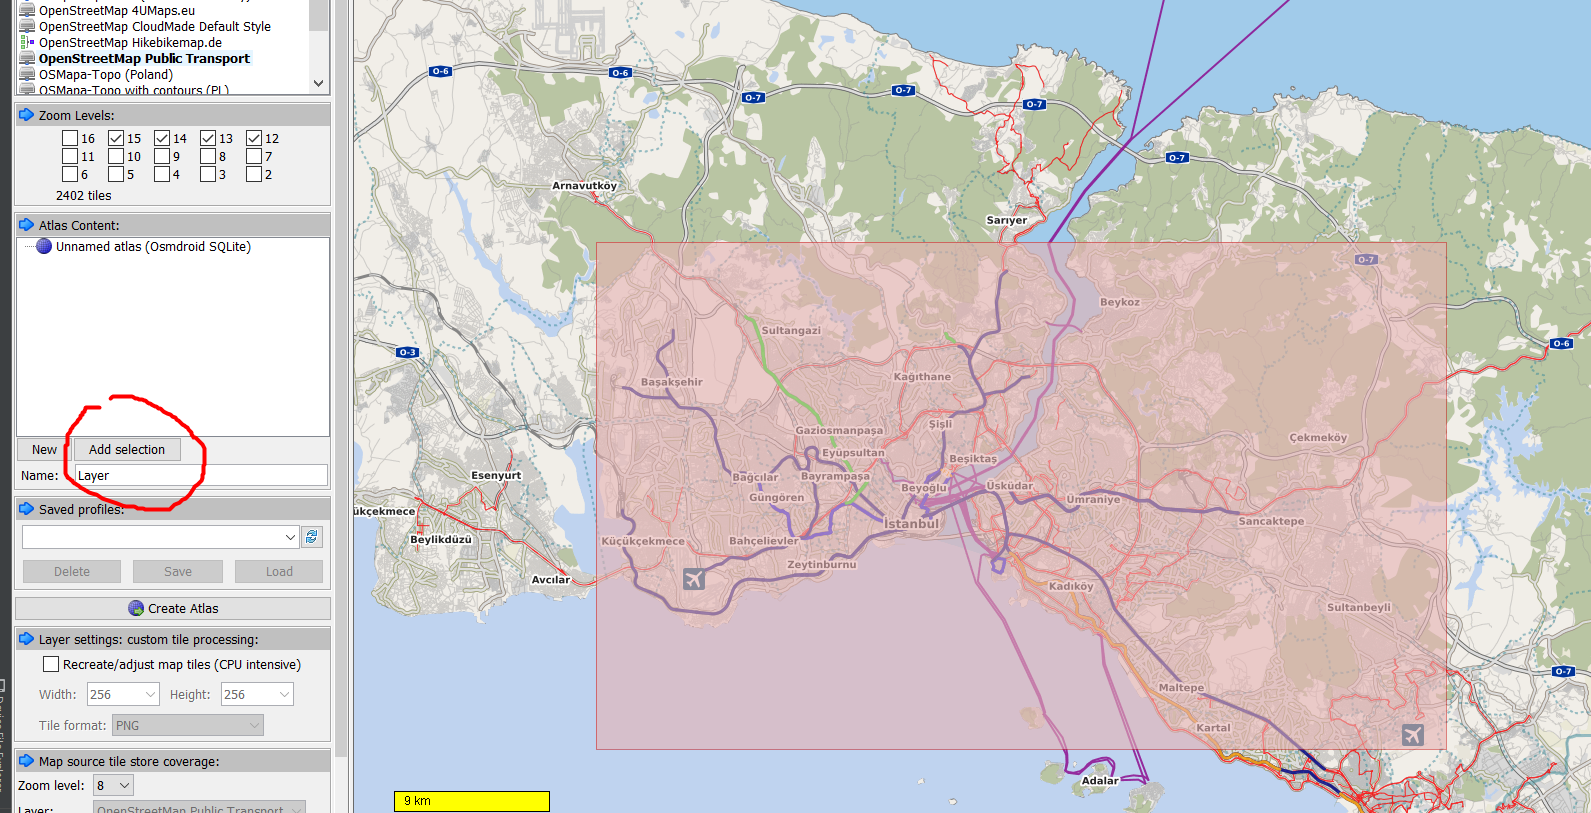 OpenStreetMap 4UMaps.eu
OpenStreetMap CloudMade Default Style
OpenStreetMap Hikebikemap.de
OpenStreetMap Public Transport
OSMapa-Topo (Poland)
OSMapa-Topo with contours (PL)
Zoom Levels:
16 15 14 13 12
11 10 9 8 7
6 5 4 3 2
2402 tiles
Atlas Content:
Unnamed atlas (Osmdroid SQLite)
New Add selection
Name: Layer
Saved profiles:
Delete Save Load
Create Atlas
Layer settings: custom tile processing:
Recreate/adjust map tiles (CPU intensive)
Width: 256 Height: 256
Tile format: PNG
Map source tile store coverage:
Zoom level: 8
Layer: OpenStreetMap Public Transport
O-6
O-6
O-7
O-7
O-7
O-7
Arnavutköy
Sarıyer
O-7
Beykoz
Sultangazi
O-3
O-6
Başakşehir
Kağıthane
Gaziosmanpaşa
Şişli
Çekmeköy
Eyüpsultan
Beşiktaş
Esenyurt
Bağcılar
Bayrampaşa
Güngören
Beyoğlu
Üsküdar
Ümraniye
ükçekmece
İstanbul
Sancaktepe
Beylikdüzü
Küçükçekmece
Bahçelievler
Zeytinburnu
Avcılar
Kadıköy
Sultanbeyli
O-7
Maltepe
Kartal
Adalar
9 km